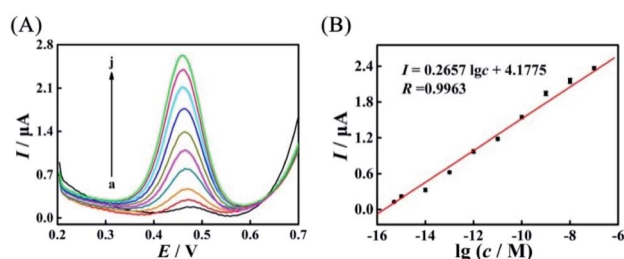 (A)
(B)
2.8
2.1
1.4
0.7
0.0
I / μA
j
a
0.2 0.3 0.4 0.5 0.6 0.7
E / V
2.4
1.8
1.2
0.6
0.0
I / μA
I = 0.2657 lgc + 4.1775
R =0.9963
-16 -14 -12 -10 -8 -6
lg (c / M)